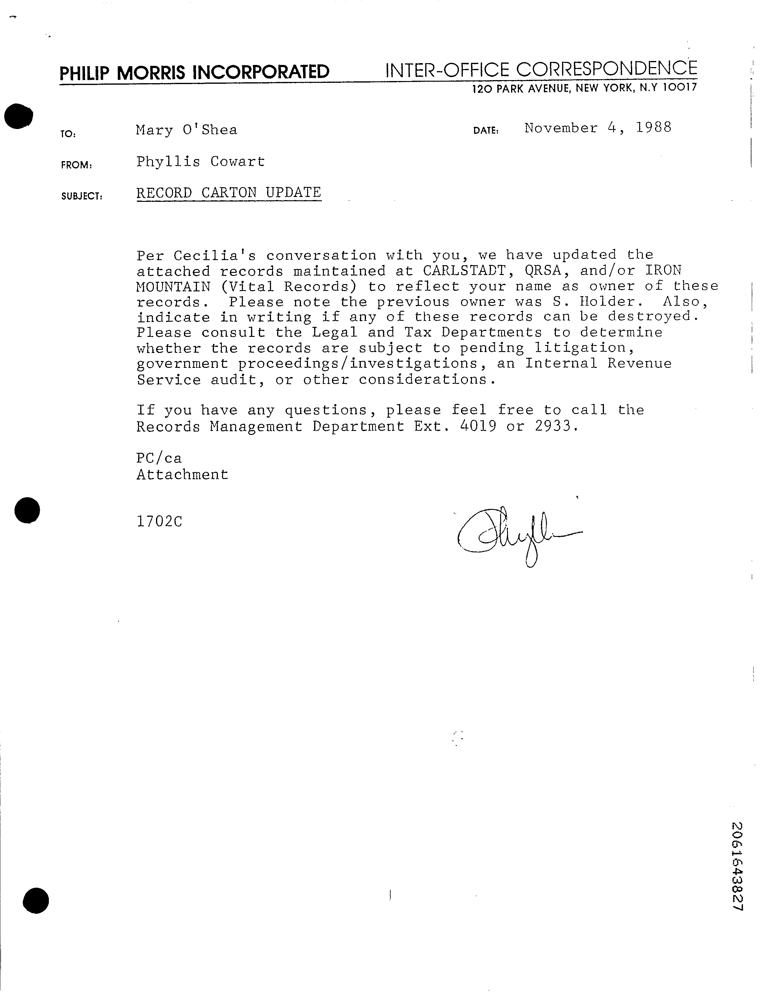 PHILIP MORRIS INCORPORATED INTER-OFFICE CORRESPONDENCE
120 PARK AVENUE, NEW YORK, N.Y 10017
TO: Mary O'Shea DATE: November 4, 1988
FROM: Phyllis Cowart
SUBJECT: RECORD CARTON UPDATE
Per Cecilia's conversation with you, we have updated the
attached records maintained at CARLSTADT, QRSA, and/or IRON
MOUNTAIN (Vital Records) to reflect your name as owner of these
records. Please note the previous owner was S. Holder. Also,
indicate in writing if any of these records can be destroyed.
Please consult the Legal and Tax Departments to determine
whether the records are subject to pending litigation,
government proceedings/investigations, an Internal Revenue
Service audit, or other considerations.
If you have any questions, please feel free to call the
Records Management Department Ext. 4019 or 2933.
PC/ca
Attachment
1702C
2061643827